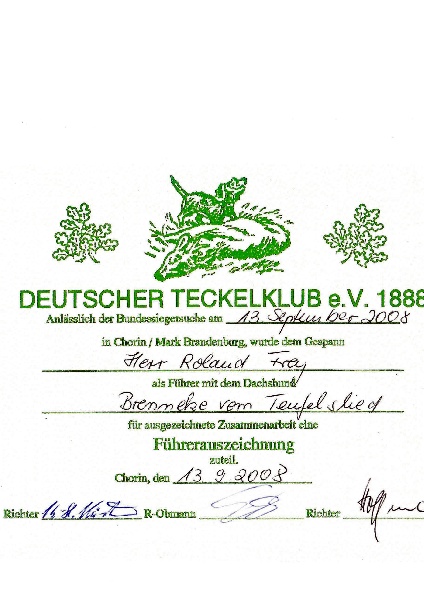 DEUTSCHER TECKELKLUB e.V. 1888
Anlässlich der Bundessiegersuche am 13. September 2008
in Chorin / Mark Brandenburg, wurde dem Gespann
Herr Roland Frey
als Führer mit dem Dachshund
Brenneke vom Teufelslied
für ausgezeichnete Zusammenarbeit eine
Führerauszeichnung
zuteil.
Chorin, den 13.9.2008
Richter R-Obmann Richter